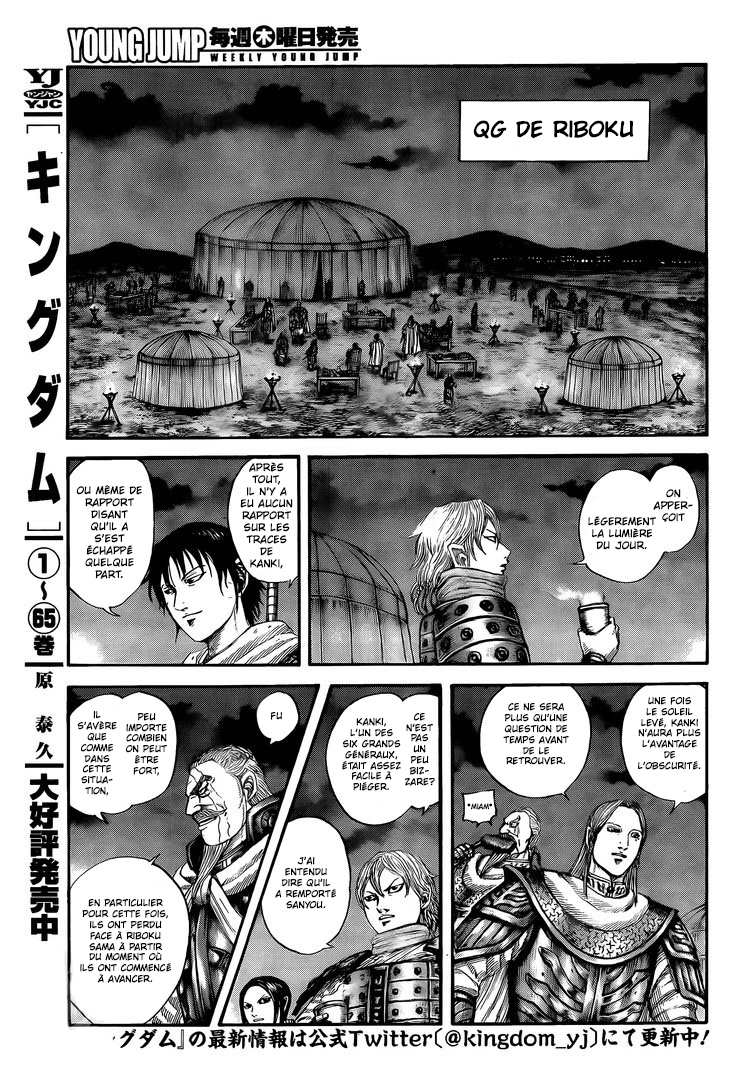 YOUNG JUMP 毎週木曜日発売
WEEKLY YOUNG JUMP
YJ
ヤンジャン
YJC
「キングダム」①〜65巻 原泰久 大好評発売中
QG DE RIBOKU
ON
APPER-
ÇOIT
LÉGEREMENT
LA LUMIÈRE
DU JOUR.
APRÈS
TOUT,
IL N'Y A
EU AUCUN
RAPPORT
SUR LES
TRACES
DE KANKI,
OU MÊME DE
RAPPORT
DISANT
QU'IL A
S'EST
ÉCHAPPÉ
QUELQUE
PART.
UNE FOIS
LE SOLEIL
LEVÉ, KANKI
N'AURA PLUS
L'AVANTAGE
DE
L'OBSCURITÉ.
CE NE SERA
PLUS QU'UNE
QUESTION DE
TEMPS AVANT
DE LE
RETROUVER.
*MIAM*
CE
N'EST
PAS
UN
PEU
BIZ-
ZARE?
KANKI,
L'UN DES
SIX GRANDS
GÉNÉRAUX,
ÉTAIT ASSEZ
FACILE À
PIÉGER.
J'AI
ENTENDU
DIRE QU'IL
A REMPORTÉ
SANYOU.
FU
PEU
IMPORTE
COMBIEN
ON PEUT
ÊTRE
FORT,
IL
S'AVÈRE
QUE
COMME
DANS
CETTE
SITUA-
TION,
EN PARTICULIER
POUR CETTE FOIS,
ILS ONT PERDU
FACE À RIBOKU
SAMA À PARTIR
DU MOMENT OÙ
ILS ONT COMMENCÉ
À AVANCER.
グダム』の最新情報は公式Twitter(@kingdom_yj)にて更新中!